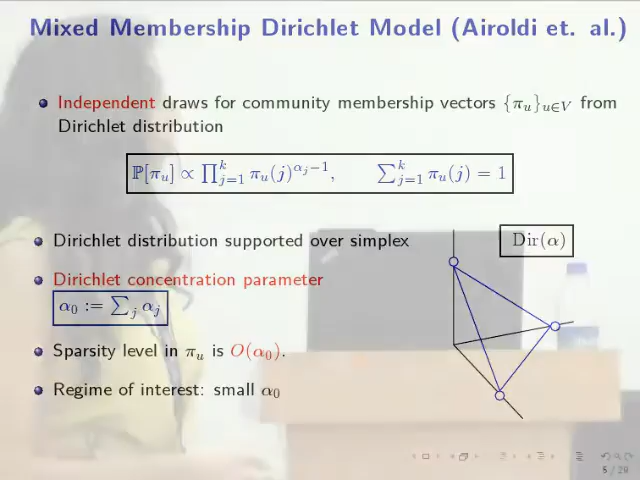 Mixed Membership Dirichlet Model (Airoldi et. al.)
Independent draws for community membership vectors {π_u}_{u∈V} from
Dirichlet distribution
ℙ[π_u] ∝ ∏_{j=1}^k π_u(j)^{α_j−1}, ∑_{j=1}^k π_u(j) = 1
Dirichlet distribution supported over simplex
Dir(α)
Dirichlet concentration parameter
α_0 := ∑_j α_j
Sparsity level in π_u is O(α_0).
Regime of interest: small α_0
5 / 29